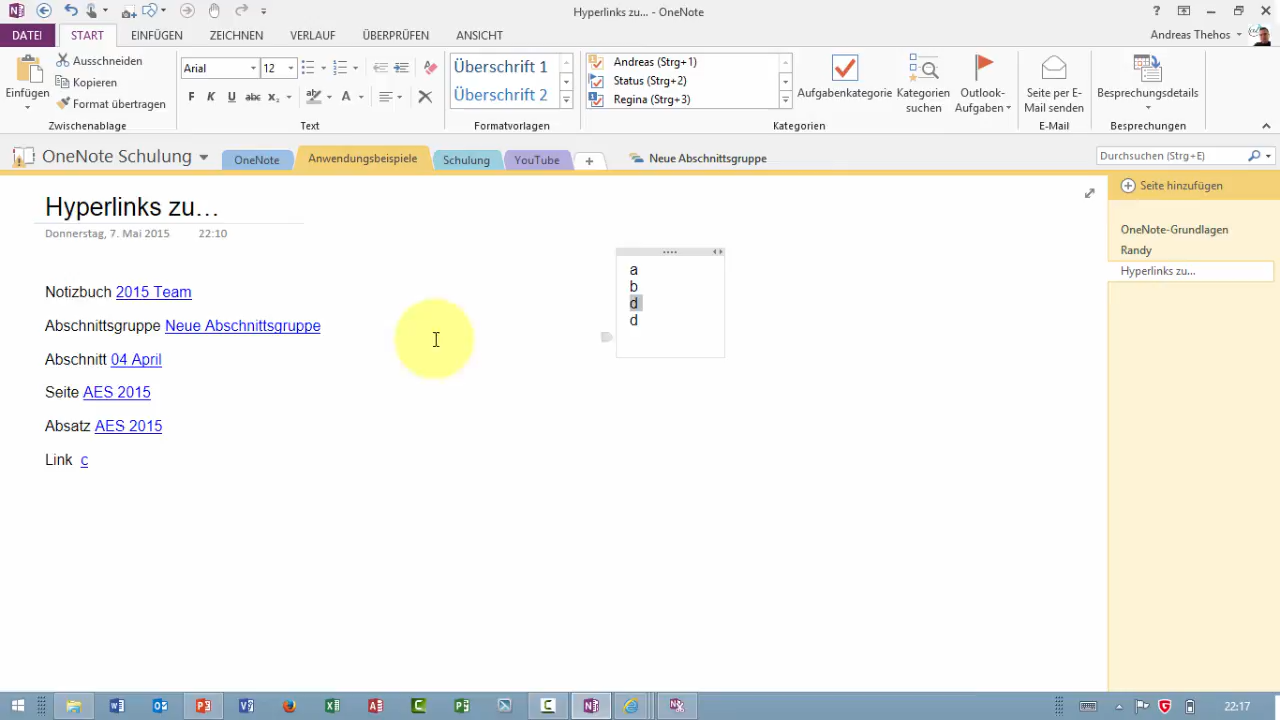 Hyperlinks zu... - OneNote
?
DATEI START EINFÜGEN ZEICHNEN VERLAUF ÜBERPRÜFEN ANSICHT
Andreas Thehos
Einfügen
Ausschneiden
Kopieren
Format übertragen
Zwischenablage
Arial 12
F K U abc x₂ A
Text
Überschrift 1
Überschrift 2
Formatvorlagen
Andreas (Strg+1)
Status (Strg+2)
Regina (Strg+3)
Aufgabenkategorie
Kategorien suchen
Kategorien
Outlook-
Aufgaben
Seite per E-
Mail senden
E-Mail
Besprechungsdetails
Besprechungen
OneNote Schulung
OneNote Anwendungsbeispiele Schulung YouTube + Neue Abschnittsgruppe
Durchsuchen (Strg+E)
Hyperlinks zu...
Donnerstag, 7. Mai 2015 22:10
Notizbuch 2015 Team
Abschnittsgruppe Neue Abschnittsgruppe
Abschnitt 04 April
Seite AES 2015
Absatz AES 2015
Link c
a
b
d
d
Seite hinzufügen
OneNote-Grundlagen
Randy
Hyperlinks zu...
22:17